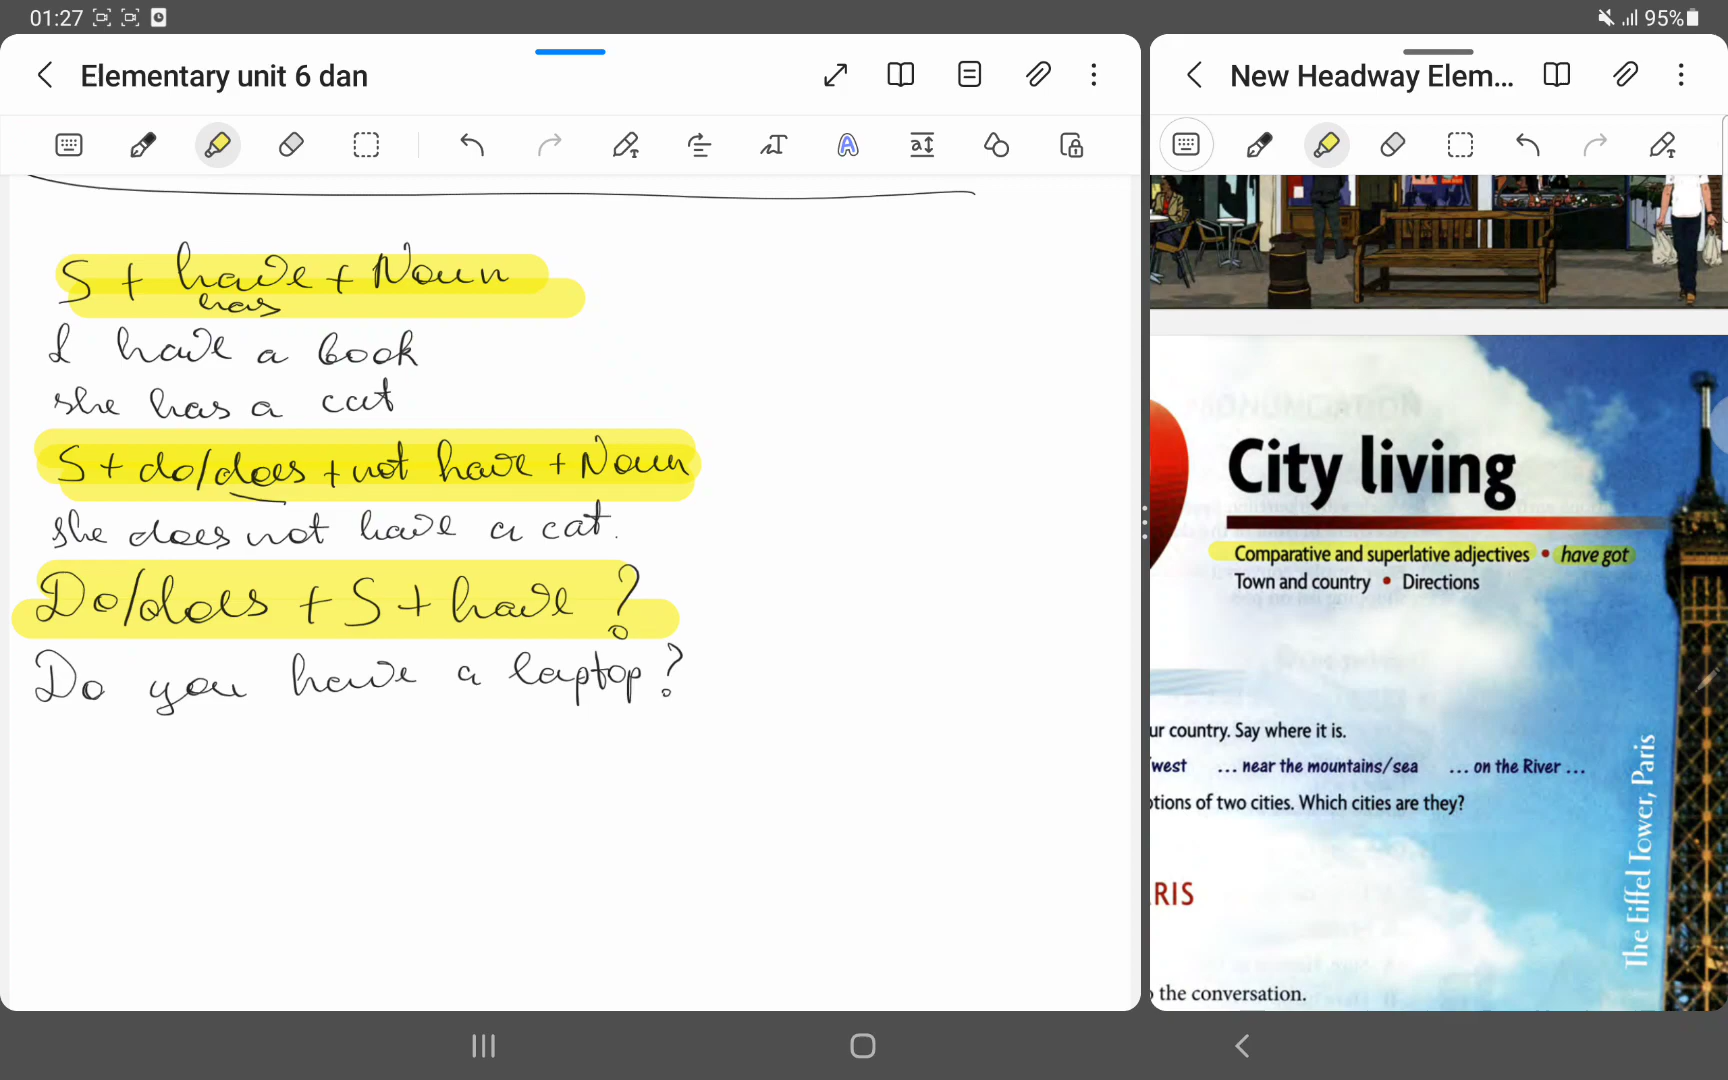 01:27
95%
Elementary unit 6 dan
S + have + Noun
has
I have a book
she has a cat
S + do/does + not have + Noun
she does not have a cat.
Do/does + S + have ?
Do you have a laptop?
New Headway Elem...
City living
Comparative and superlative adjectives • have got
Town and country • Directions
ur country. Say where it is.
west ... near the mountains/sea ... on the River ...
otions of two cities. Which cities are they?
RIS
The Eiffel Tower, Paris
o the conversation.